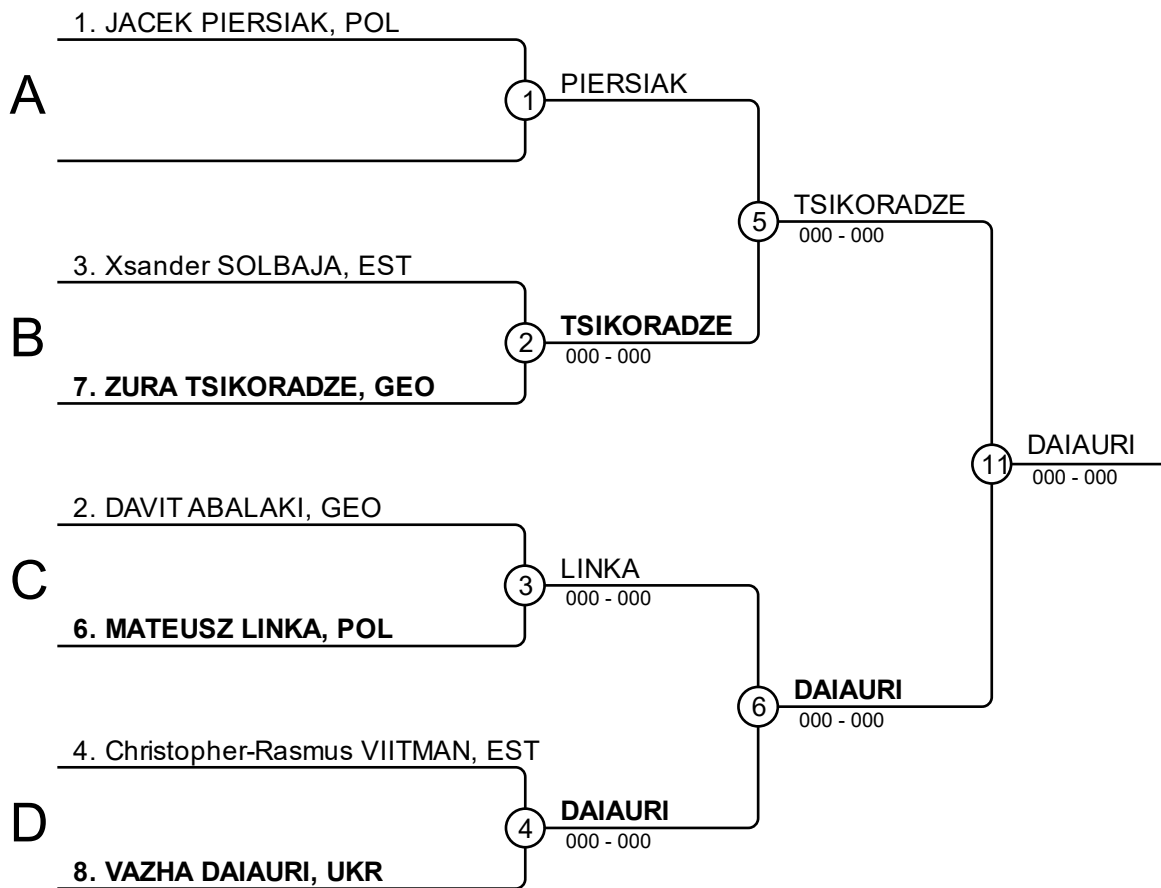 1. JACEK PIERSIAK, POL
A
1
PIERSIAK
5
TSIKORADZE
000 - 000
3. Xsander SOLBAJA, EST
B
2
TSIKORADZE
000 - 000
7. ZURA TSIKORADZE, GEO
11
DAIAURI
000 - 000
2. DAVIT ABALAKI, GEO
C
3
LINKA
000 - 000
6. MATEUSZ LINKA, POL
6
DAIAURI
000 - 000
4. Christopher-Rasmus VIITMAN, EST
D
4
DAIAURI
000 - 000
8. VAZHA DAIAURI, UKR